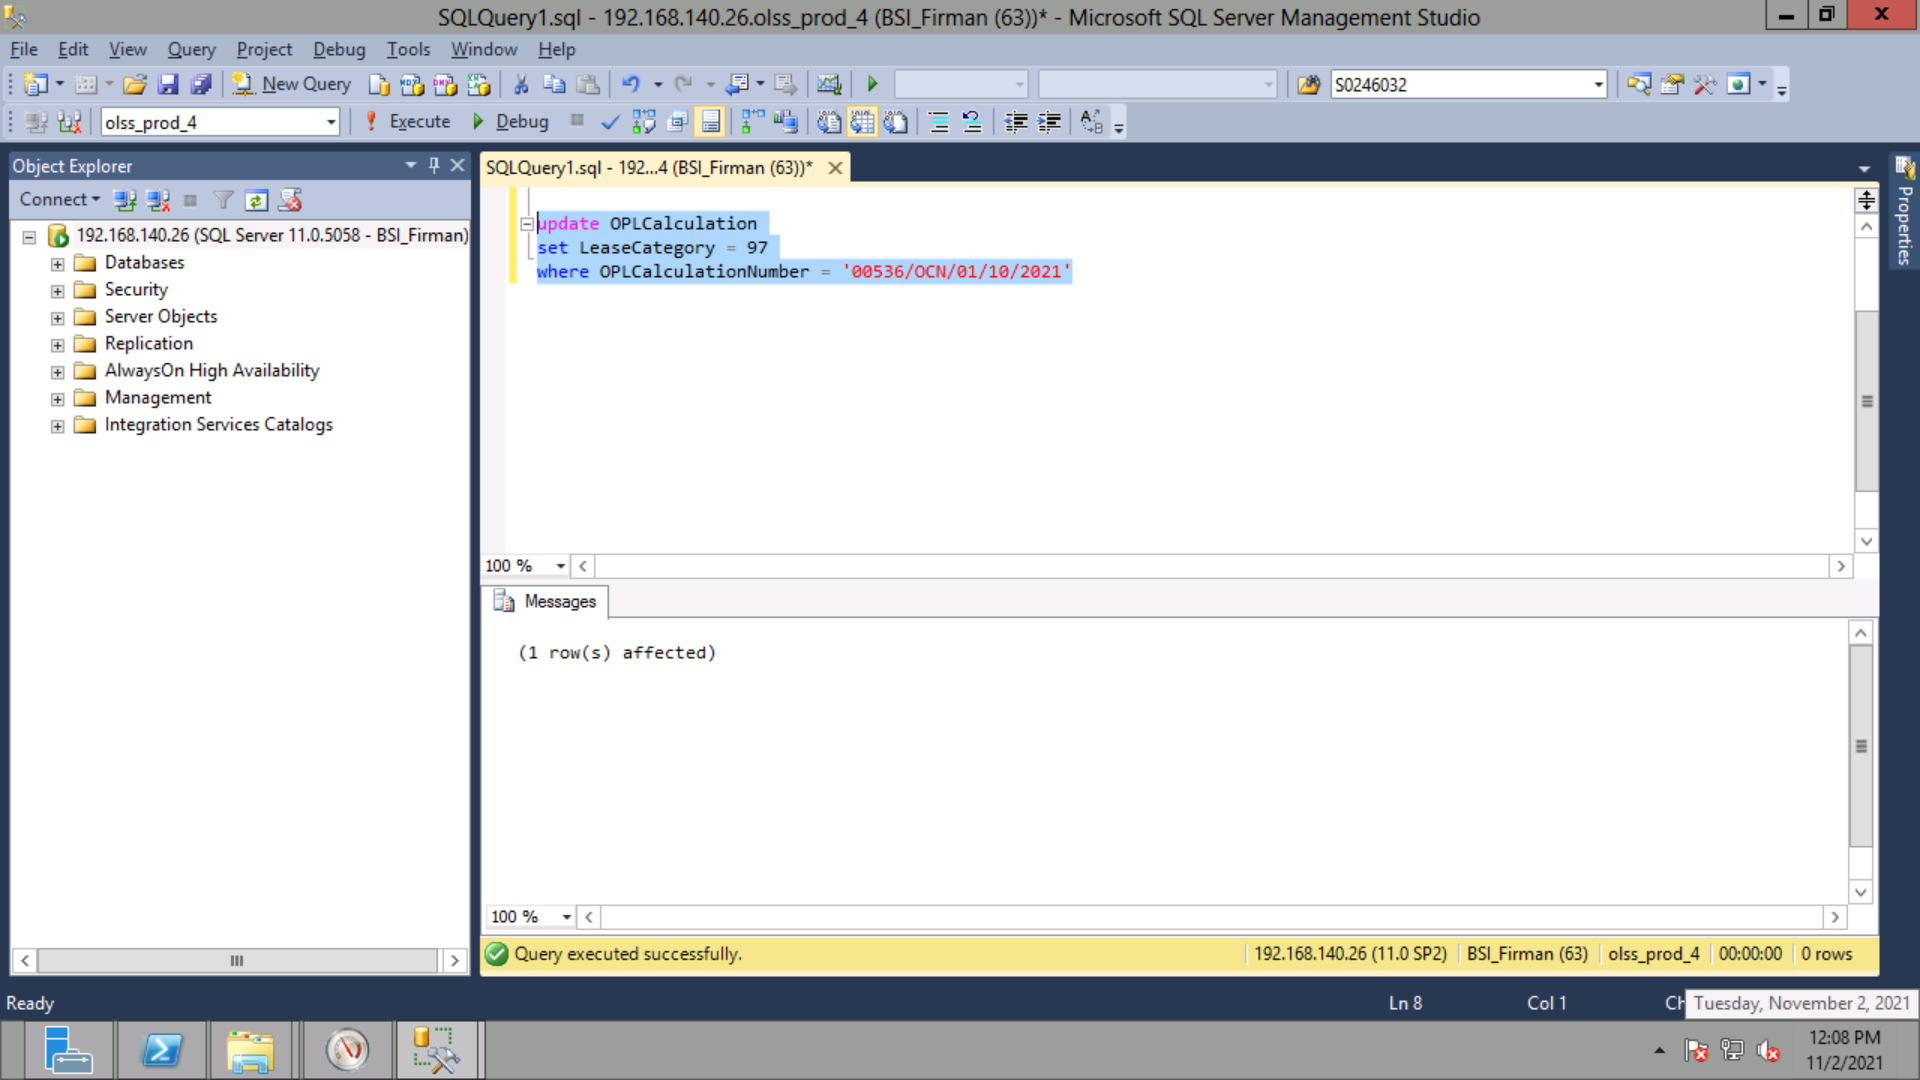 SQLQuery1.sql - 192.168.140.26.olss_prod_4 (BSI_Firman (63))* - Microsoft SQL Server Management Studio
File Edit View Query Project Debug Tools Window Help
New Query S0246032
olss_prod_4 Execute Debug
Object Explorer
Connect
192.168.140.26 (SQL Server 11.0.5058 - BSI_Firman)
Databases
Security
Server Objects
Replication
AlwaysOn High Availability
Management
Integration Services Catalogs
SQLQuery1.sql - 192...4 (BSI_Firman (63))*
update OPLCalculation
set LeaseCategory = 97
where OPLCalculationNumber = '00536/OCN/01/10/2021'
100 %
Messages
(1 row(s) affected)
100 %
Query executed successfully. 192.168.140.26 (11.0 SP2) BSI_Firman (63) olss_prod_4 00:00:00 0 rows
Properties
Ready Ln 8 Col 1 Tuesday, November 2, 2021
12:08 PM
11/2/2021